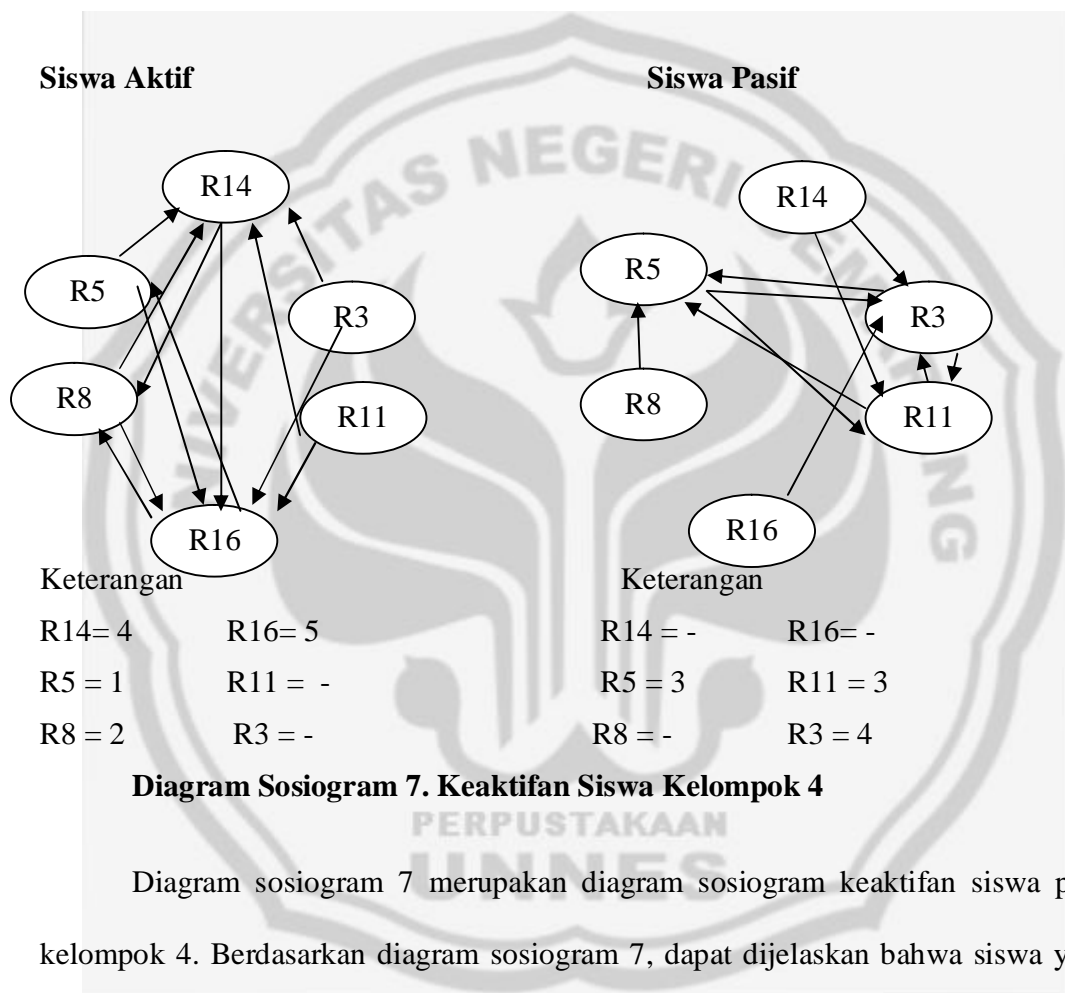 Siswa Aktif Siswa Pasif
R14
R5
R3
R8
R11
R16
R14
R5
R3
R8
R11
R16
Keterangan Keterangan
R14= 4 R16= 5 R14 = - R16= -
R5 = 1 R11 = - R5 = 3 R11 = 3
R8 = 2 R3 = - R8 = - R3 = 4
Diagram Sosiogram 7. Keaktifan Siswa Kelompok 4
UNIVERSITAS NEGERI SEMARANG
PERPUSTAKAAN
UNNES
Diagram sosiogram 7 merupakan diagram sosiogram keaktifan siswa p
kelompok 4. Berdasarkan diagram sosiogram 7, dapat dijelaskan bahwa siswa y